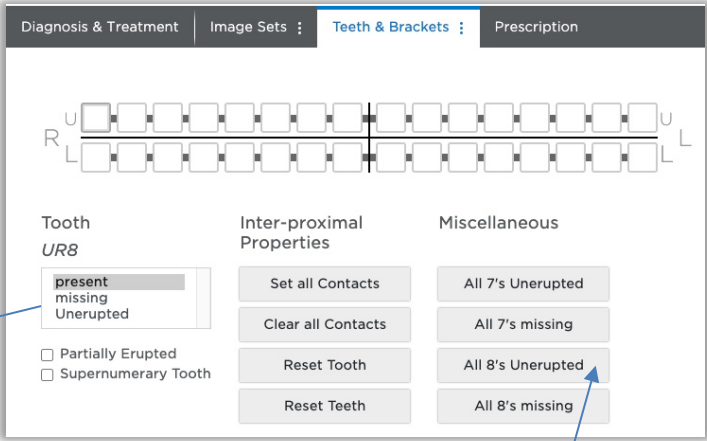 Diagnosis & Treatment Image Sets Teeth & Brackets Prescription
U U
R L
L L
Tooth
UR8
present
missing
Unerupted
Partially Erupted
Supernumerary Tooth
Inter-proximal
Properties
Set all Contacts
Clear all Contacts
Reset Tooth
Reset Teeth
Miscellaneous
All 7's Unerupted
All 7's missing
All 8's Unerupted
All 8's missing